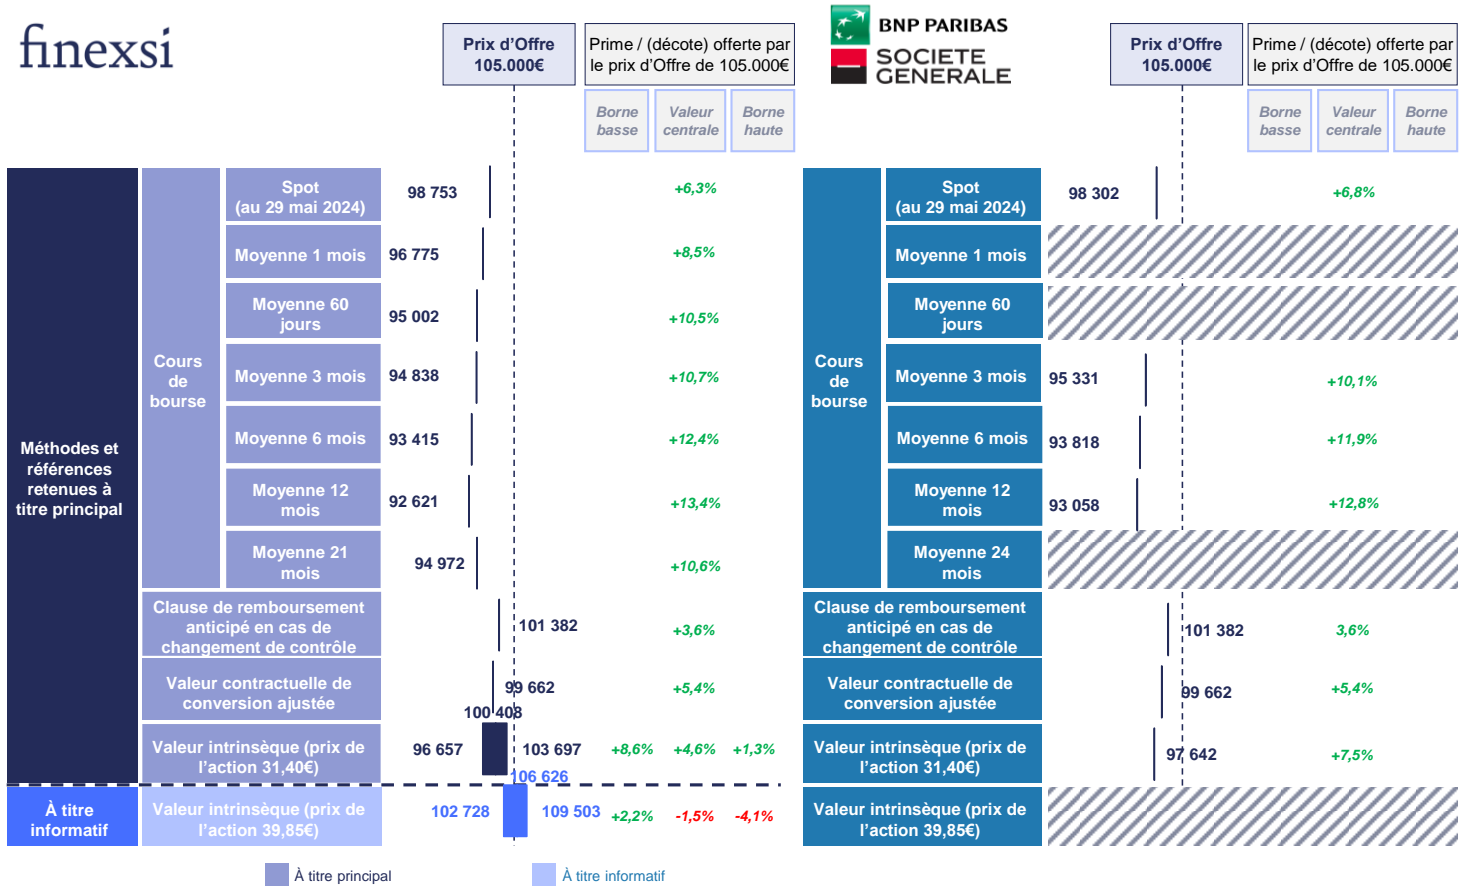 finexsi
Prix d'Offre
105.000€
Prime / (décote) offerte par
le prix d'Offre de 105.000€
Borne
basse
Valeur
centrale
Borne
haute
BNP PARIBAS
SOCIETE
GENERALE
Prix d'Offre
105.000€
Prime / (décote) offerte par
le prix d'Offre de 105.000€
Borne
basse
Valeur
centrale
Borne
haute
Méthodes et
références
retenues à
titre principal
Cours
de
bourse
Spot
(au 29 mai 2024)
98 753
+6,3%
Moyenne 1 mois
96 775
+8,5%
Moyenne 60
jours
95 002
+10,5%
Moyenne 3 mois
94 838
+10,7%
Moyenne 6 mois
93 415
+12,4%
Moyenne 12
mois
92 621
+13,4%
Moyenne 21
mois
94 972
+10,6%
Clause de remboursement
anticipé en cas de
changement de contrôle
101 382
+3,6%
Valeur contractuelle de
conversion ajustée
99 662
+5,4%
Valeur intrinsèque (prix de
l'action 31,40€)
100 408
96 657
103 697
+8,6%
+4,6%
+1,3%
À titre
informatif
Valeur intrinsèque (prix de
l'action 39,85€)
106 626
102 728
109 503
+2,2%
-1,5%
-4,1%
Cours
de
bourse
Spot
(au 29 mai 2024)
98 302
+6,8%
Moyenne 1 mois
Moyenne 60
jours
Moyenne 3 mois
95 331
+10,1%
Moyenne 6 mois
93 818
+11,9%
Moyenne 12
mois
93 058
+12,8%
Moyenne 24
mois
Clause de remboursement
anticipé en cas de
changement de contrôle
101 382
3,6%
Valeur contractuelle de
conversion ajustée
99 662
+5,4%
Valeur intrinsèque (prix de
l'action 31,40€)
97 642
+7,5%
Valeur intrinsèque (prix de
l'action 39,85€)
À titre principal
À titre informatif